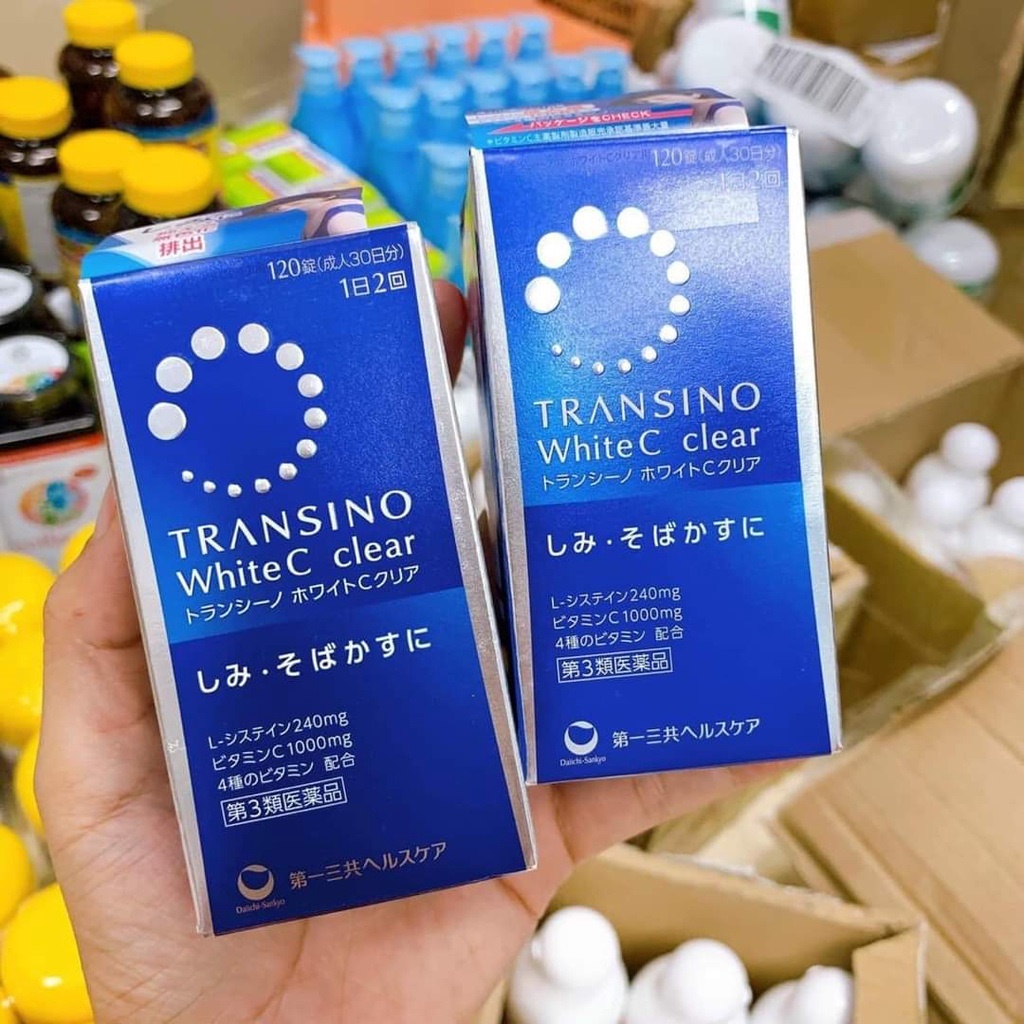 排出
120錠(成人30日分)
1日2回
TRANSINO
White C clear
トランシーノ ホワイトCクリア
しみ・そばかすに
L-システイン240mg
ビタミンC1000mg
4種のビタミン 配合
第3類医薬品
第一三共ヘルスケア
Daiichi-Sankyo
パッケージをCHECK
120錠(成人30日分)
1日2回
TRANSINO
White C clear
トランシーノ ホワイトCクリア
しみ・そばかすに
L-システイン240mg
ビタミンC1000mg
4種のビタミン 配合
第3類医薬品
第一三共ヘルスケア
Daiichi-Sankyo